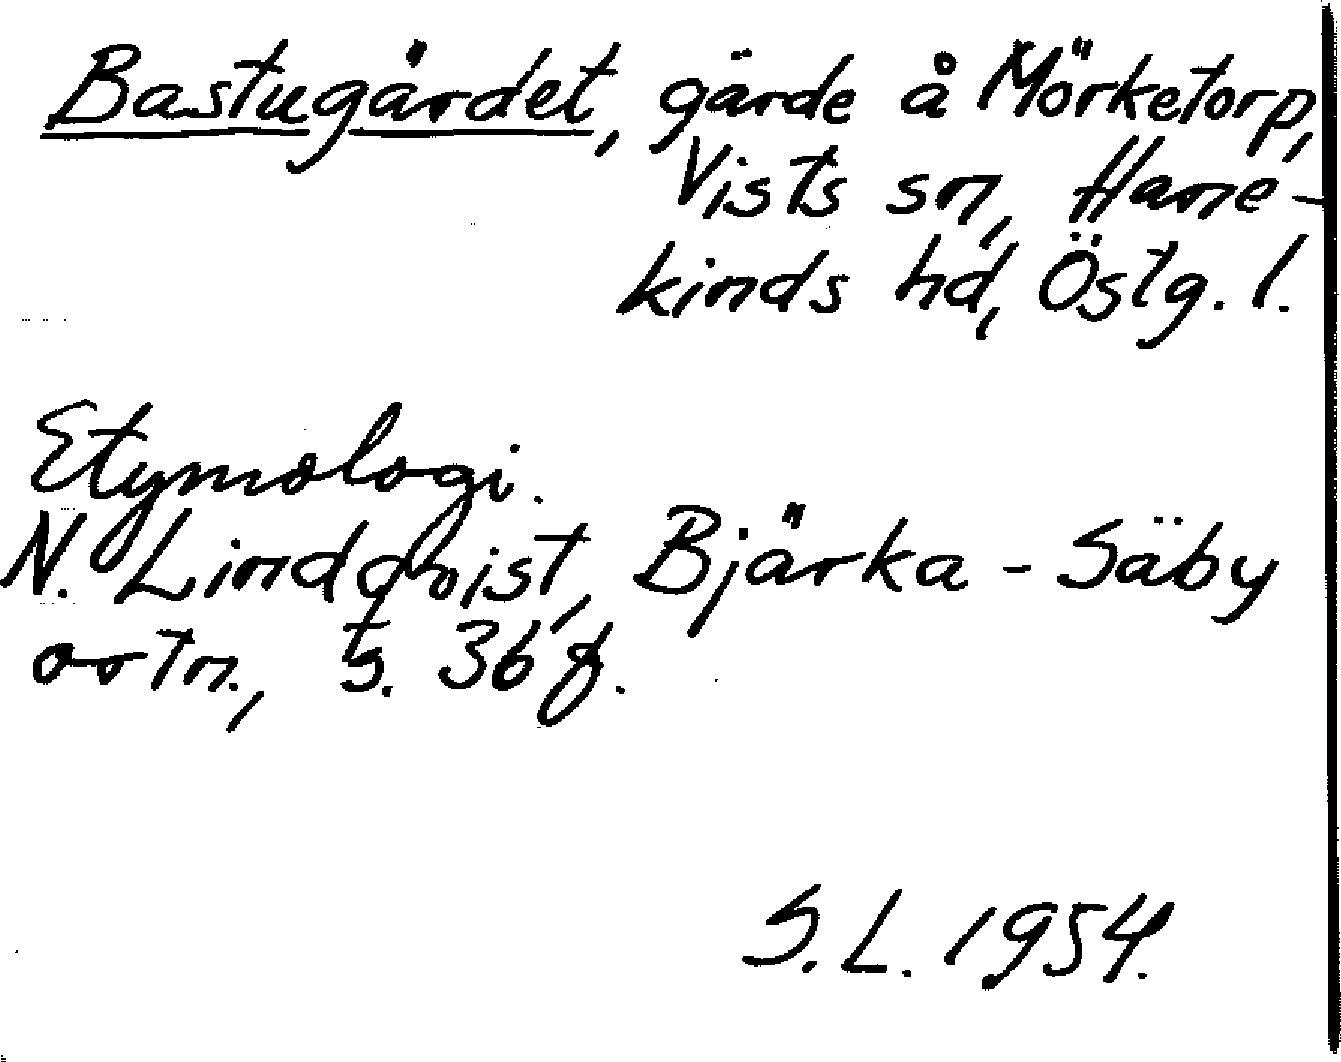 Bastugärdet, gärde å Mörketorp,
Vists sn, Hane-
kinds hd, Östg. l.
Etymologi.
N. Lindqvist, Bjärka-Säby
ortn., s. 36 f.
S.L. 1954.